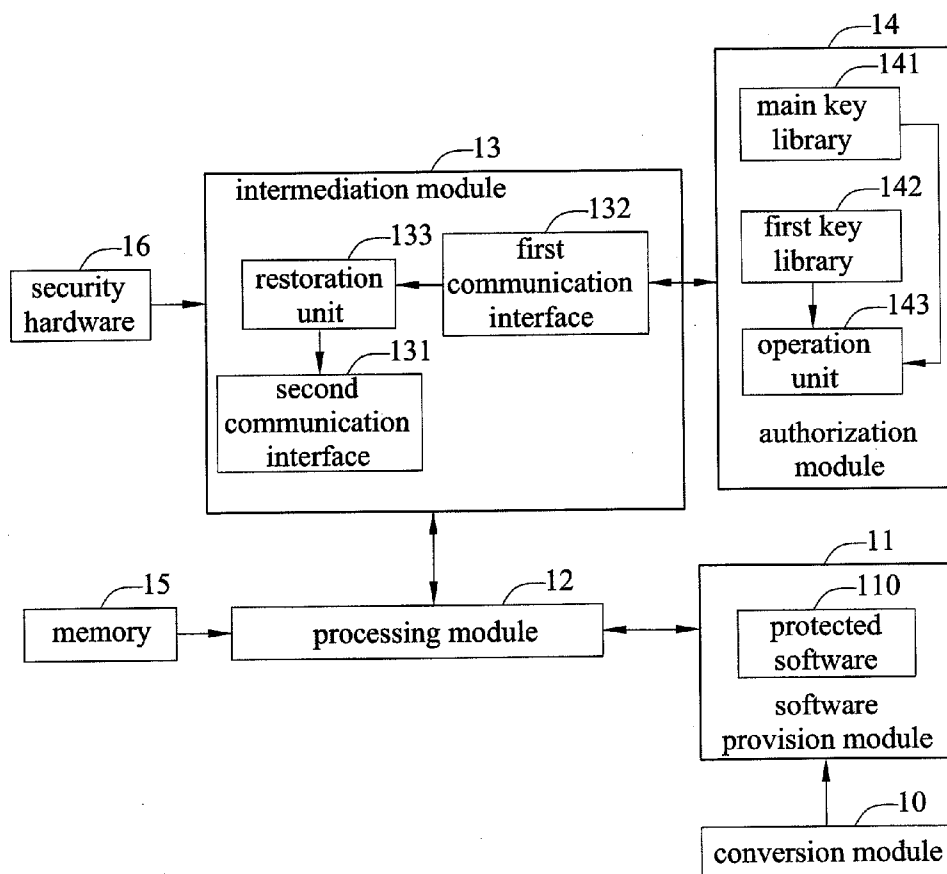 14
141
main key
library
13
intermediation module
142
first key
library
132
first
communication
interface
133
restoration
unit
16
security
hardware
143
operation
unit
131
second
communication
interface
authorization
module
11
15
memory
12
processing module
110
protected
software
software
provision module
10
conversion module